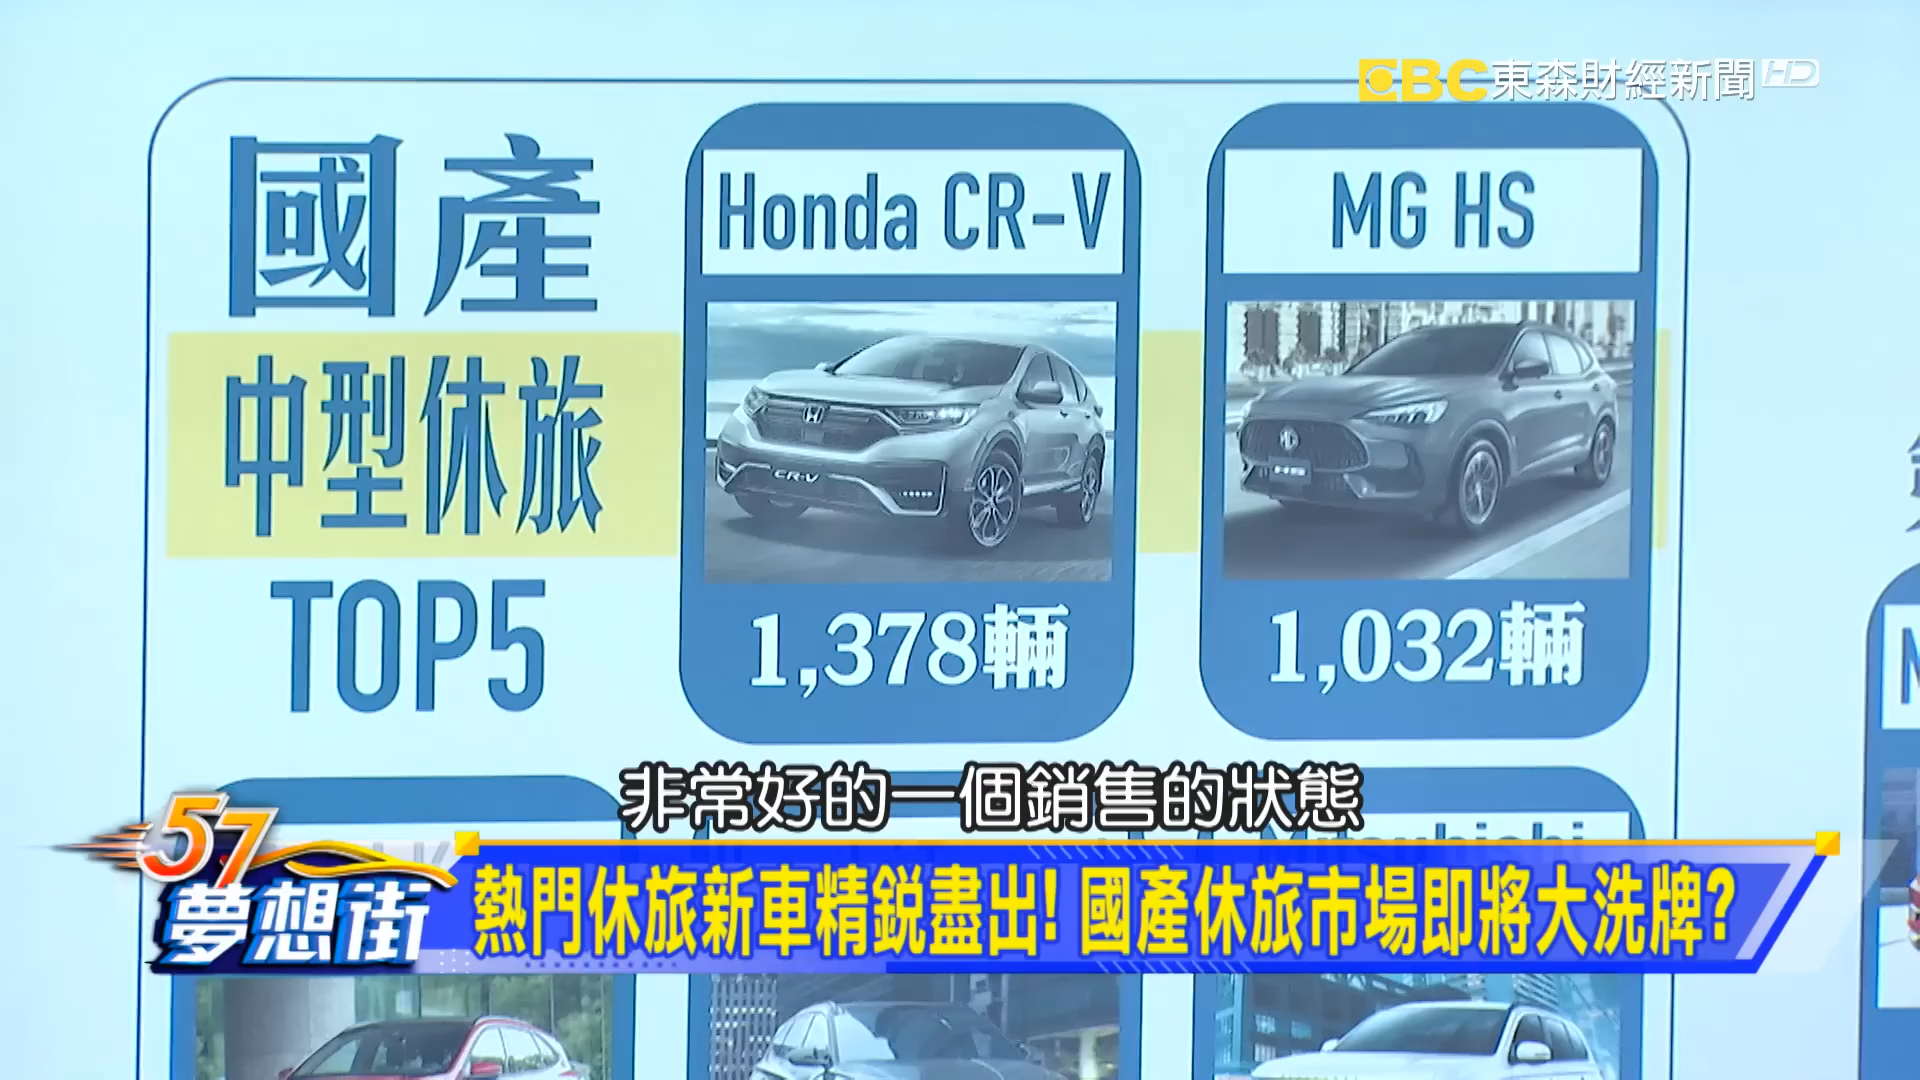 EBC東森財經新聞HD
國產
中型休旅
TOP5
Honda CR-V
CR-V
1,378輛
MG HS
MG
1,032輛
非常好的一個銷售的狀態
57
夢想街
熱門休旅新車精銳盡出! 國產休旅市場即將大洗牌?